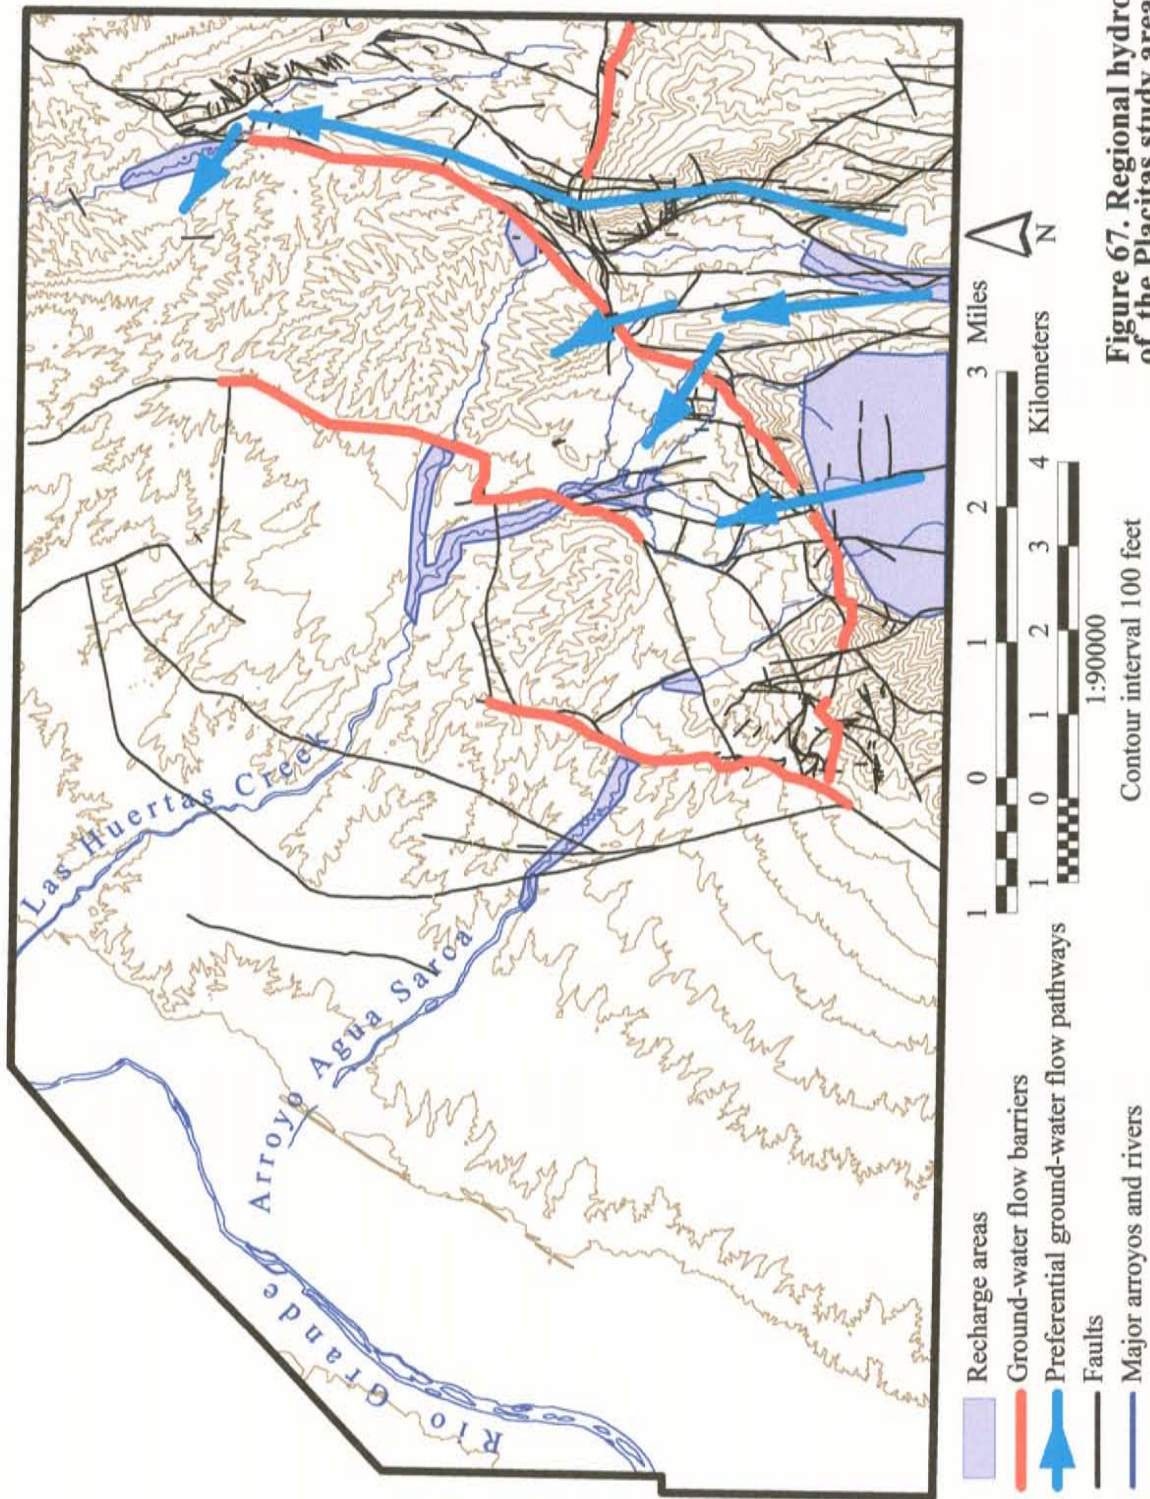 Las Huertas Creek
Arroyo Agua Sarca
Rio Grande
Recharge areas
Ground-water flow barriers
Preferential ground-water flow pathways
Faults
Major arroyos and rivers
1 0 1 2 3 Miles
1 0 1 2 3 4 Kilometers
1:90000
Contour interval 100 feet
N
Figure 67. Regional
of the Placitas study area